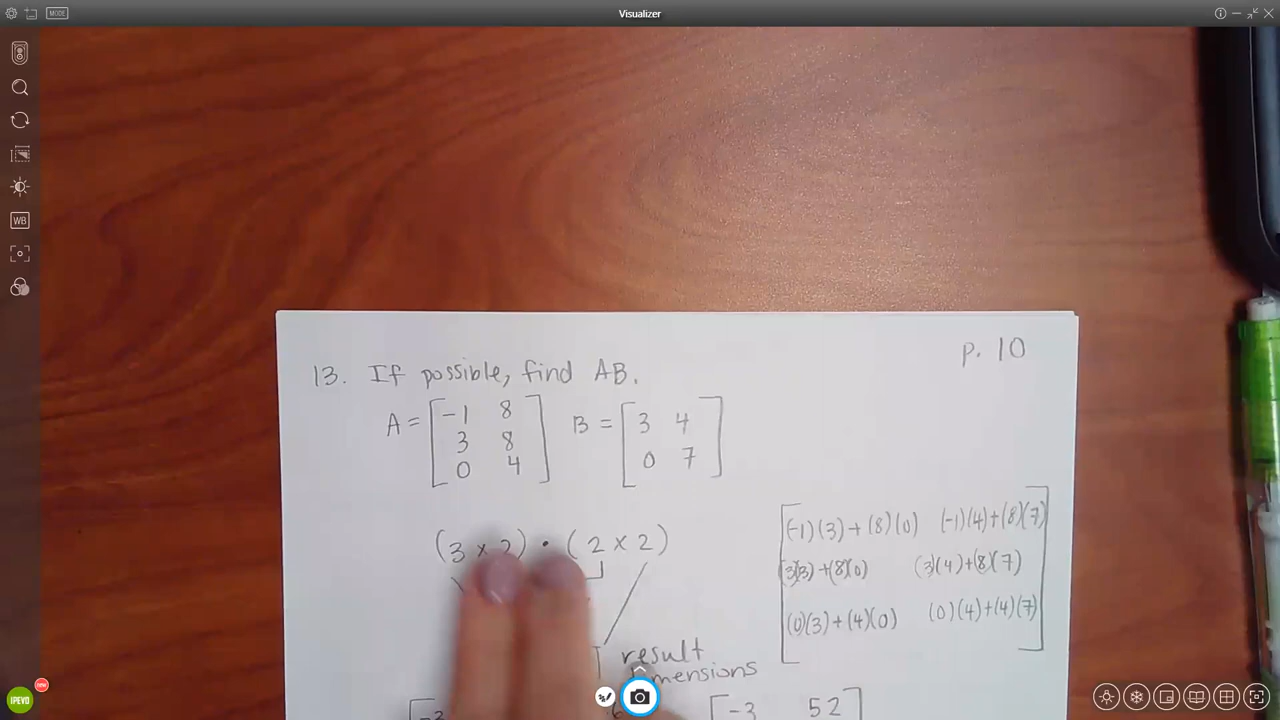 MODE
Visualizer
WB
13. If possible, find AB.
p. 10
A = [-1 8
3 8
0 4]
B = [3 4
0 7]
(3 x 2) • (2 x 2)
[(-1)(3)+(8)(0) (-1)(4)+(8)(7)
(3)(3)+(8)(0) (3)(4)+(8)(7)
(0)(3)+(4)(0) (0)(4)+(4)(7)]
result
dimensions
[-3 52]
IPEVO
new